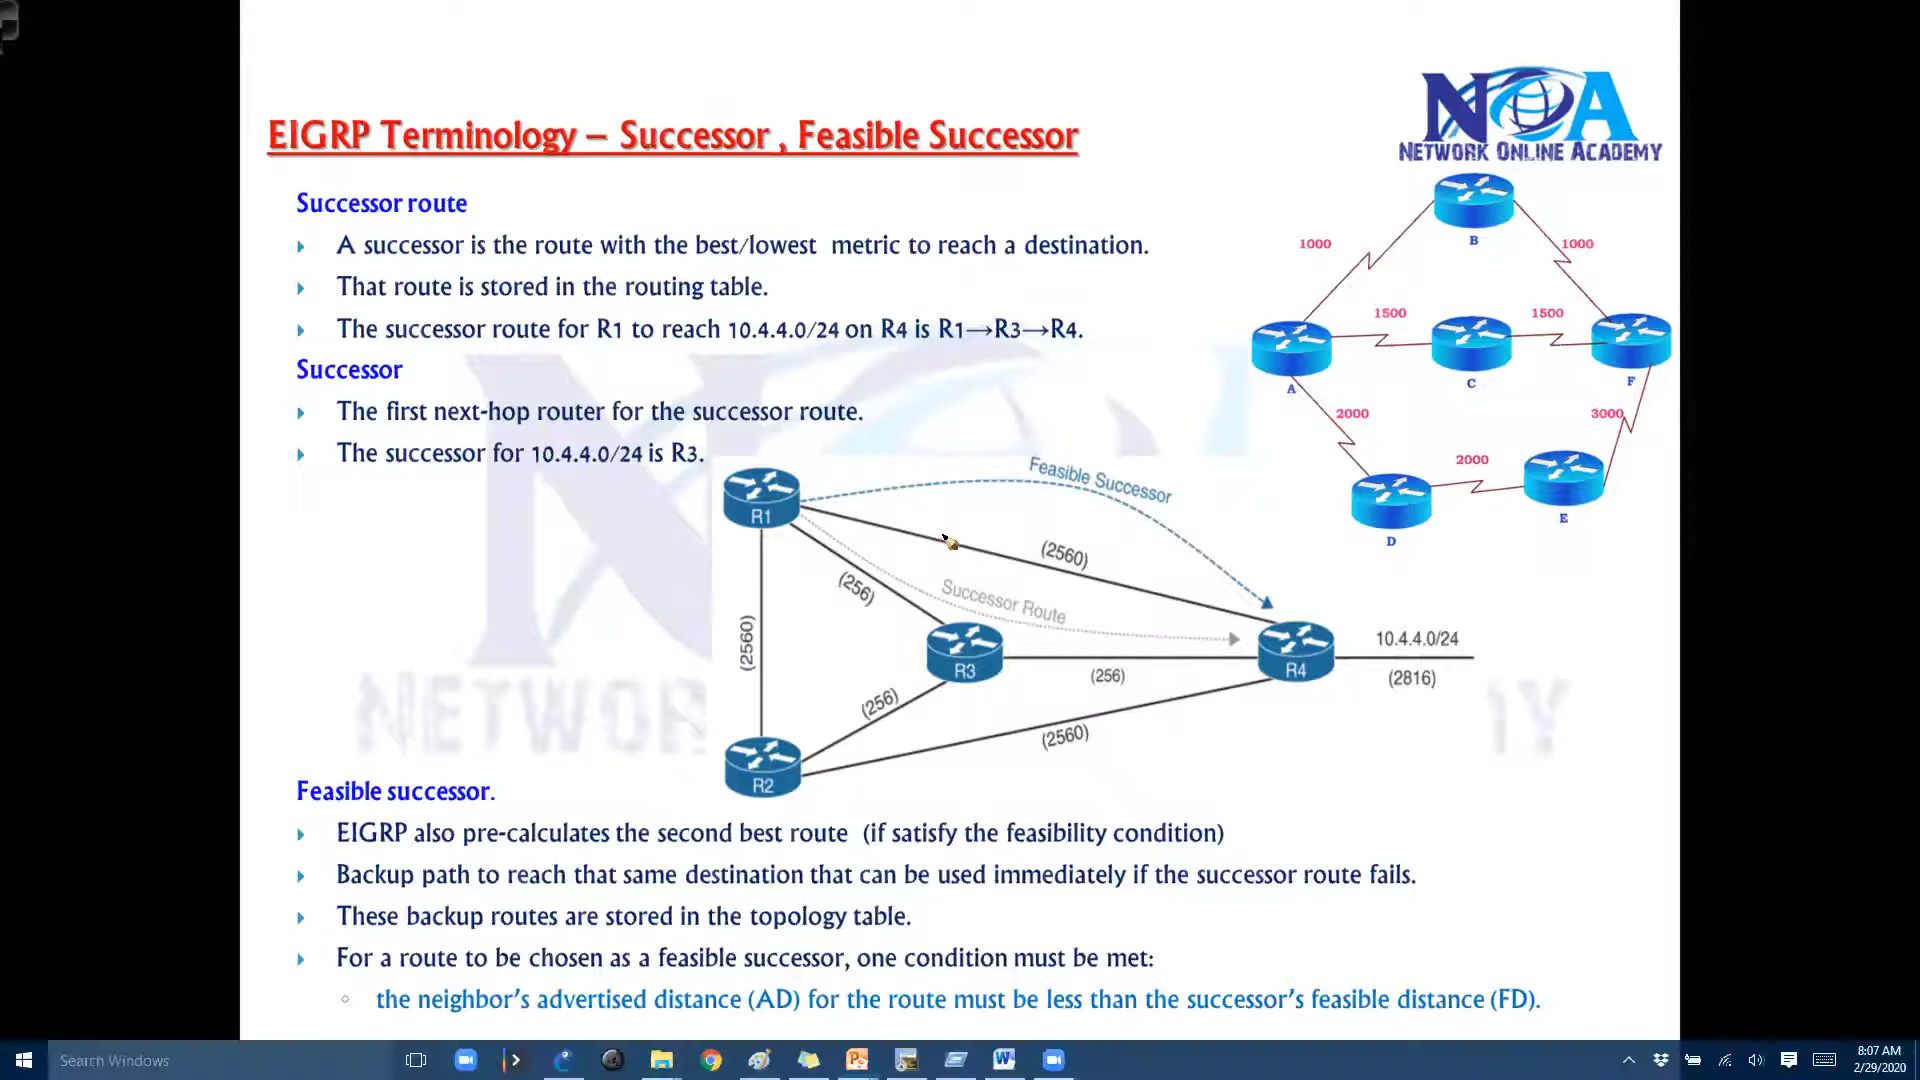 EIGRP Terminology – Successor , Feasible Successor
NOA
NETWORK ONLINE ACADEMY
Successor route
A successor is the route with the best/lowest metric to reach a destination.
That route is stored in the routing table.
The successor route for R1 to reach 10.4.4.0/24 on R4 is R1→R3→R4.
Successor
The first next-hop router for the successor route.
The successor for 10.4.4.0/24 is R3.
B
1000
1000
1500
1500
A
C
F
2000
3000
2000
D
E
Feasible Successor
R1
(2560)
(256)
Successor Route
(2560)
R3
R4
10.4.4.0/24
(256)
(2816)
(256)
(2560)
R2
NETWOR
Y
Feasible successor.
EIGRP also pre-calculates the second best route (if satisfy the feasibility condition)
Backup path to reach that same destination that can be used immediately if the successor route fails.
These backup routes are stored in the topology table.
For a route to be chosen as a feasible successor, one condition must be met:
the neighbor's advertised distance (AD) for the route must be less than the successor's feasible distance (FD).
Search Windows
8:07 AM
2/29/2020